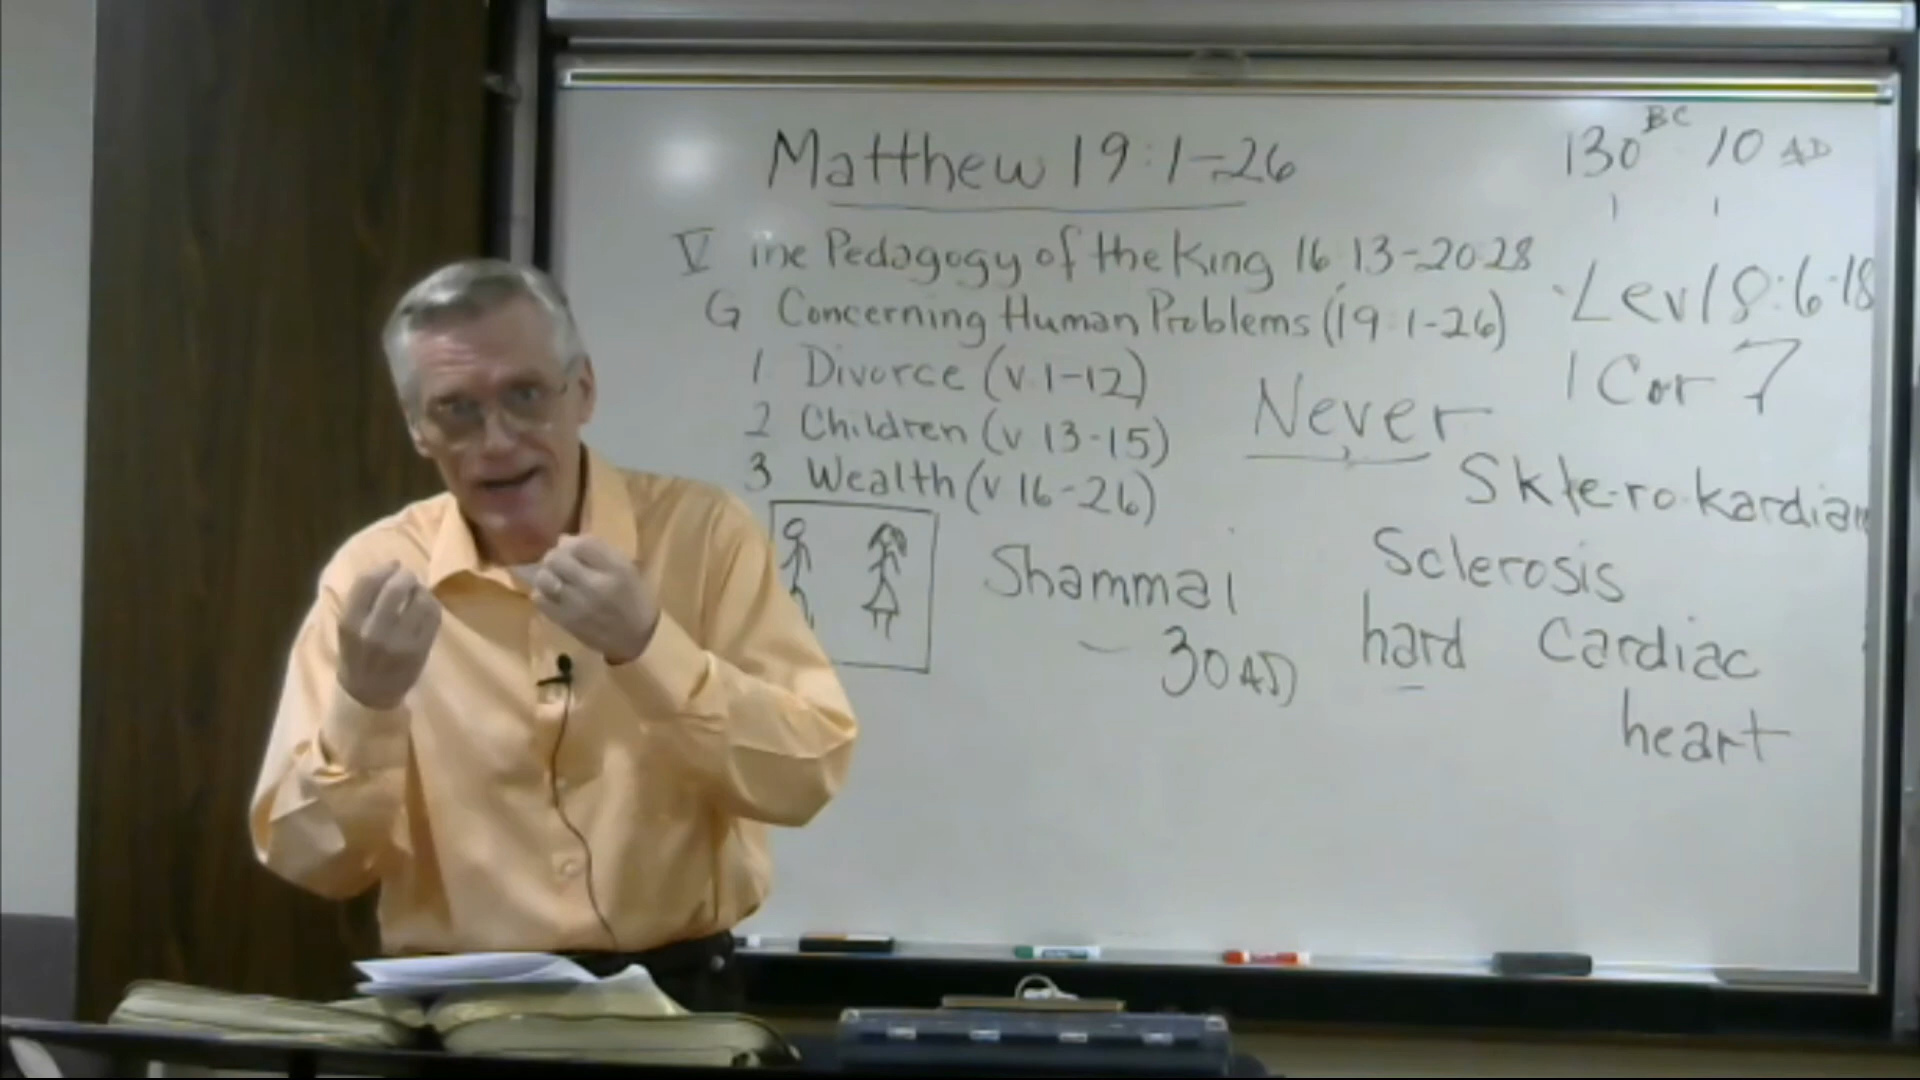 Matthew 19:1-26
V ine Pedagogy of the King 16 13-20 28
G Concerning Human Problems (19:1-26)
1 Divorce (v. 1-12)
2 Children (v 13-15)
3 Wealth (v 16-26)
Shammai
30 AD
130 BC 10 AD
Lev 18:6-18
1 Cor 7
Never
Skle-ro-kardian
Sclerosis
hard Cardiac
heart